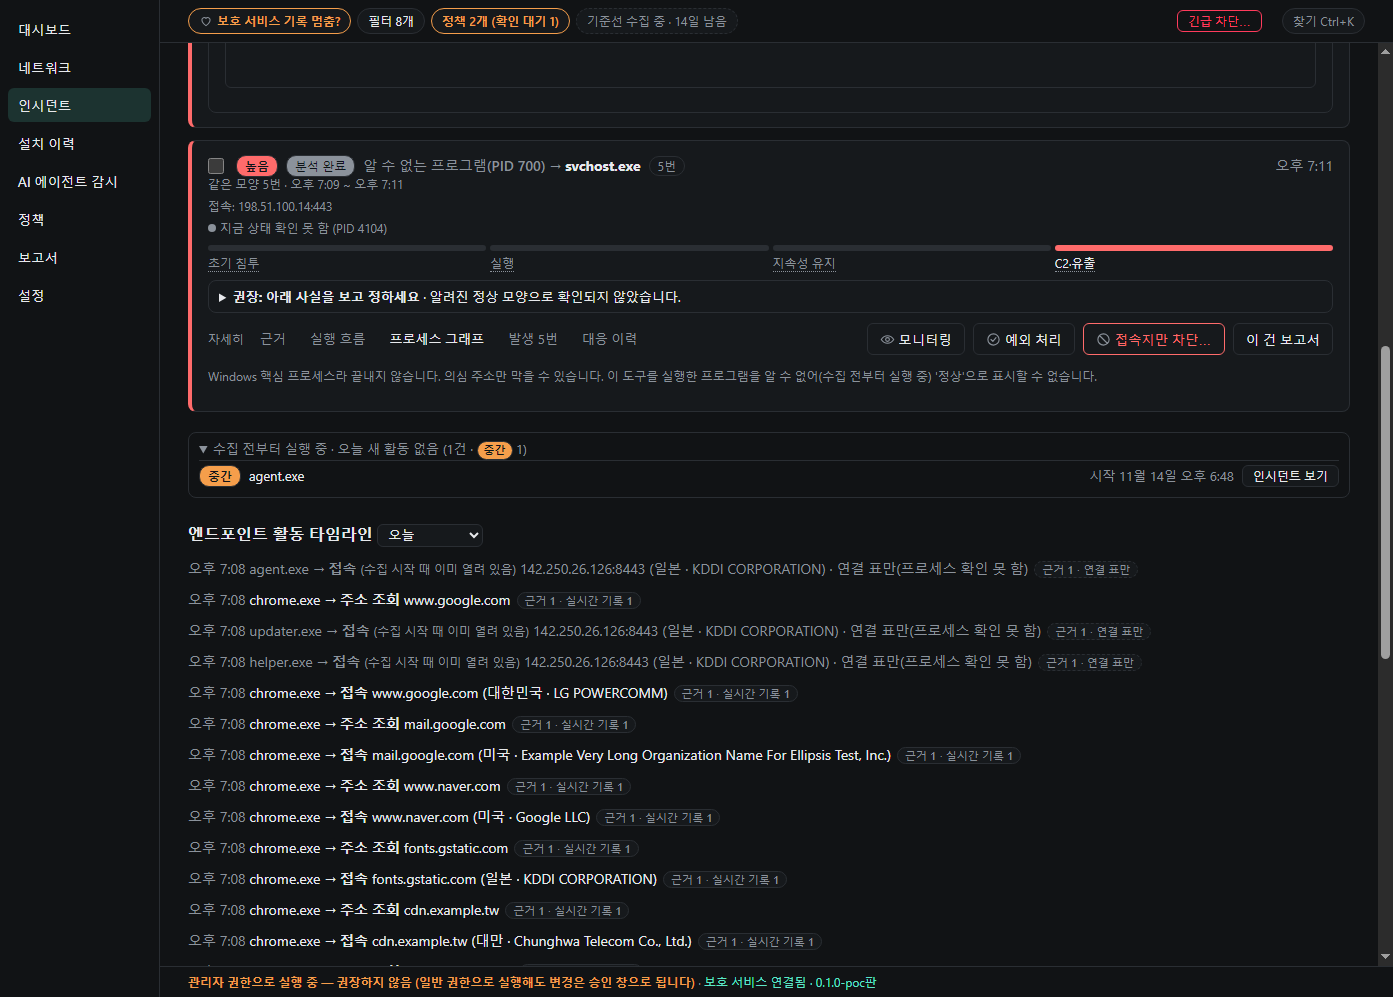 대시보드
네트워크
인시던트
설치 이력
AI 에이전트 감시
정책
보고서
설정
보호 서비스 기록 멈춤? 필터 8개 정책 2개 (확인 대기 1) 기준선 수집 중 · 14일 남음 긴급 차단... 찾기 Ctrl+K
높음 분석 완료 알 수 없는 프로그램(PID 700) → svchost.exe 5번 오후 7:11
같은 모양 5번 · 오후 7:09 ~ 오후 7:11
접속: 198.51.100.14:443
지금 상태 확인 못 함 (PID 4104)
초기 침투 실행 지속성 유지 C2·유출
▶ 권장: 아래 사실을 보고 정하세요 · 알려진 정상 모양으로 확인되지 않았습니다.
자세히 근거 실행 흐름 프로세스 그래프 발생 5번 대응 이력 모니터링 예외 처리 접속지만 차단... 이 건 보고서
Windows 핵심 프로세스라 끝내지 않습니다. 의심 주소만 막을 수 있습니다. 이 도구를 실행한 프로그램을 알 수 없어(수집 전부터 실행 중) '정상'으로 표시할 수 없습니다.
▼ 수집 전부터 실행 중 · 오늘 새 활동 없음 (1건 · 중간 1)
중간 agent.exe 시작 11월 14일 오후 6:48 인시던트 보기
엔드포인트 활동 타임라인 오늘
오후 7:08 agent.exe → 접속 (수집 시작 때 이미 열려 있음) 142.250.26.126:8443 (일본 · KDDI CORPORATION) · 연결 표만(프로세스 확인 못 함) 근거 1 · 연결 표만
오후 7:08 chrome.exe → 주소 조회 www.google.com 근거 1 · 실시간 기록 1
오후 7:08 updater.exe → 접속 (수집 시작 때 이미 열려 있음) 142.250.26.126:8443 (일본 · KDDI CORPORATION) · 연결 표만(프로세스 확인 못 함) 근거 1 · 연결 표만
오후 7:08 helper.exe → 접속 (수집 시작 때 이미 열려 있음) 142.250.26.126:8443 (일본 · KDDI CORPORATION) · 연결 표만(프로세스 확인 못 함) 근거 1 · 연결 표만
오후 7:08 chrome.exe → 접속 www.google.com (대한민국 · LG POWERCOMM) 근거 1 · 실시간 기록 1
오후 7:08 chrome.exe → 주소 조회 mail.google.com 근거 1 · 실시간 기록 1
오후 7:08 chrome.exe → 접속 mail.google.com (미국 · Example Very Long Organization Name For Ellipsis Test, Inc.) 근거 1 · 실시간 기록 1
오후 7:08 chrome.exe → 주소 조회 www.naver.com 근거 1 · 실시간 기록 1
오후 7:08 chrome.exe → 접속 www.naver.com (미국 · Google LLC) 근거 1 · 실시간 기록 1
오후 7:08 chrome.exe → 주소 조회 fonts.gstatic.com 근거 1 · 실시간 기록 1
오후 7:08 chrome.exe → 접속 fonts.gstatic.com (일본 · KDDI CORPORATION) 근거 1 · 실시간 기록 1
오후 7:08 chrome.exe → 주소 조회 cdn.example.tw 근거 1 · 실시간 기록 1
오후 7:08 chrome.exe → 접속 cdn.example.tw (대만 · Chunghwa Telecom Co., Ltd.) 근거 1 · 실시간 기록 1
관리자 권한으로 실행 중 — 권장하지 않음 (일반 권한으로 실행해도 변경은 승인 창으로 됩니다) · 보호 서비스 연결됨 · 0.1.0-poc판